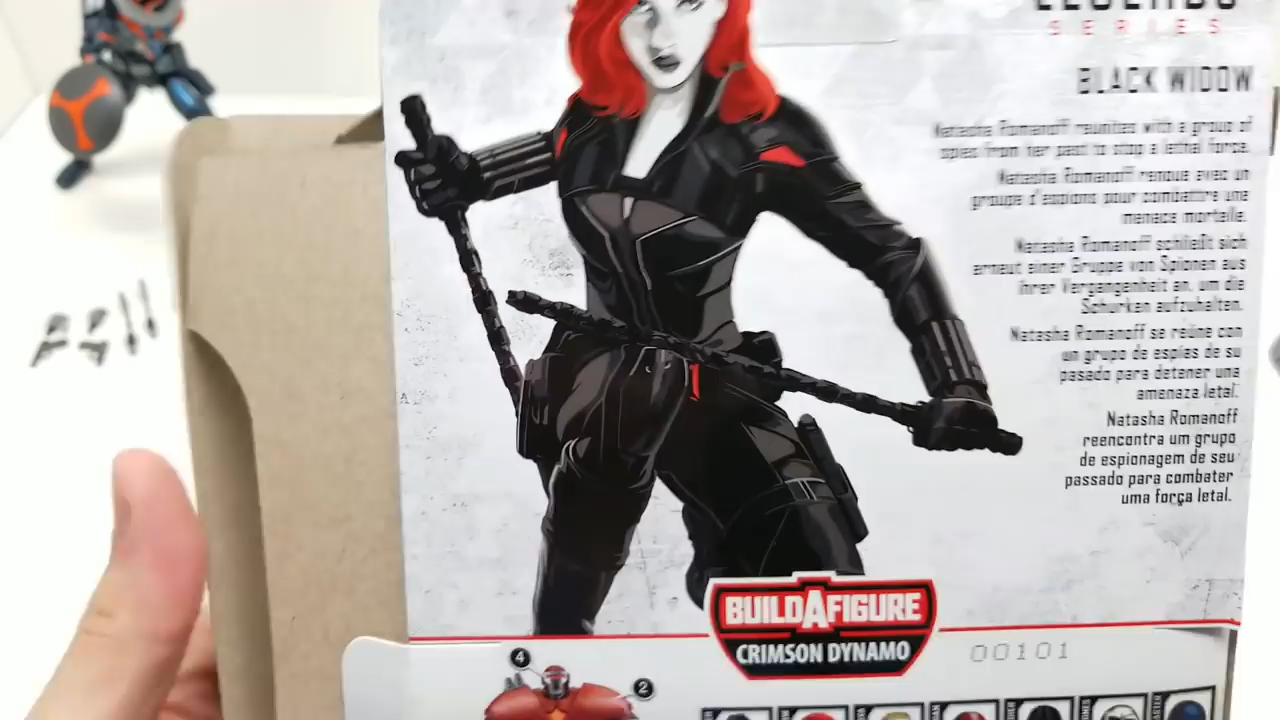 LEGENDS
SERIES
BLACK WIDOW
Natasha Romanoff reunited with a group of
spies from her past to stop a lethal force.
Natasha Romanoff renoue avec un
groupe d'espions pour combattre une
menace mortelle.
Natasha Romanoff schließt sich
erneut einer Gruppe von Spionen aus
ihrer Vergangenheit an, um die
Schurken aufzuhalten.
Natasha Romanoff se reúne con
un grupo de espías de su
pasado para detener una
amenaza letal.
Natasha Romanoff
reencontra um grupo
de espionagem de seu
passado para combater
uma força letal.
BUILD A FIGURE
CRIMSON DYNAMO
00101
4
2